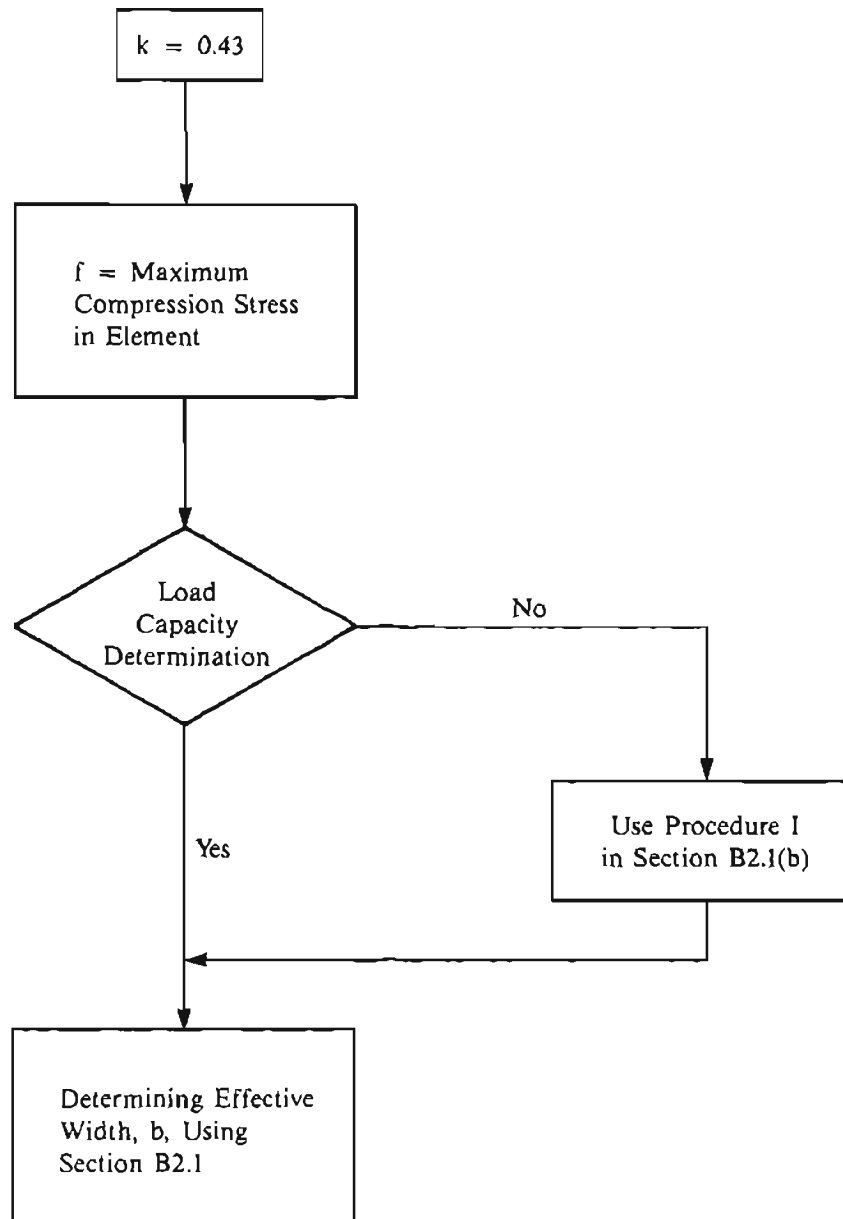 k = 0.43
f = Maximum
Compression Stress
in Element
Load
Capacity
Determination
No
Use Procedure I
in Section B2.1(b)
Yes
Determining Effective
Width, b, Using
Section B2.1